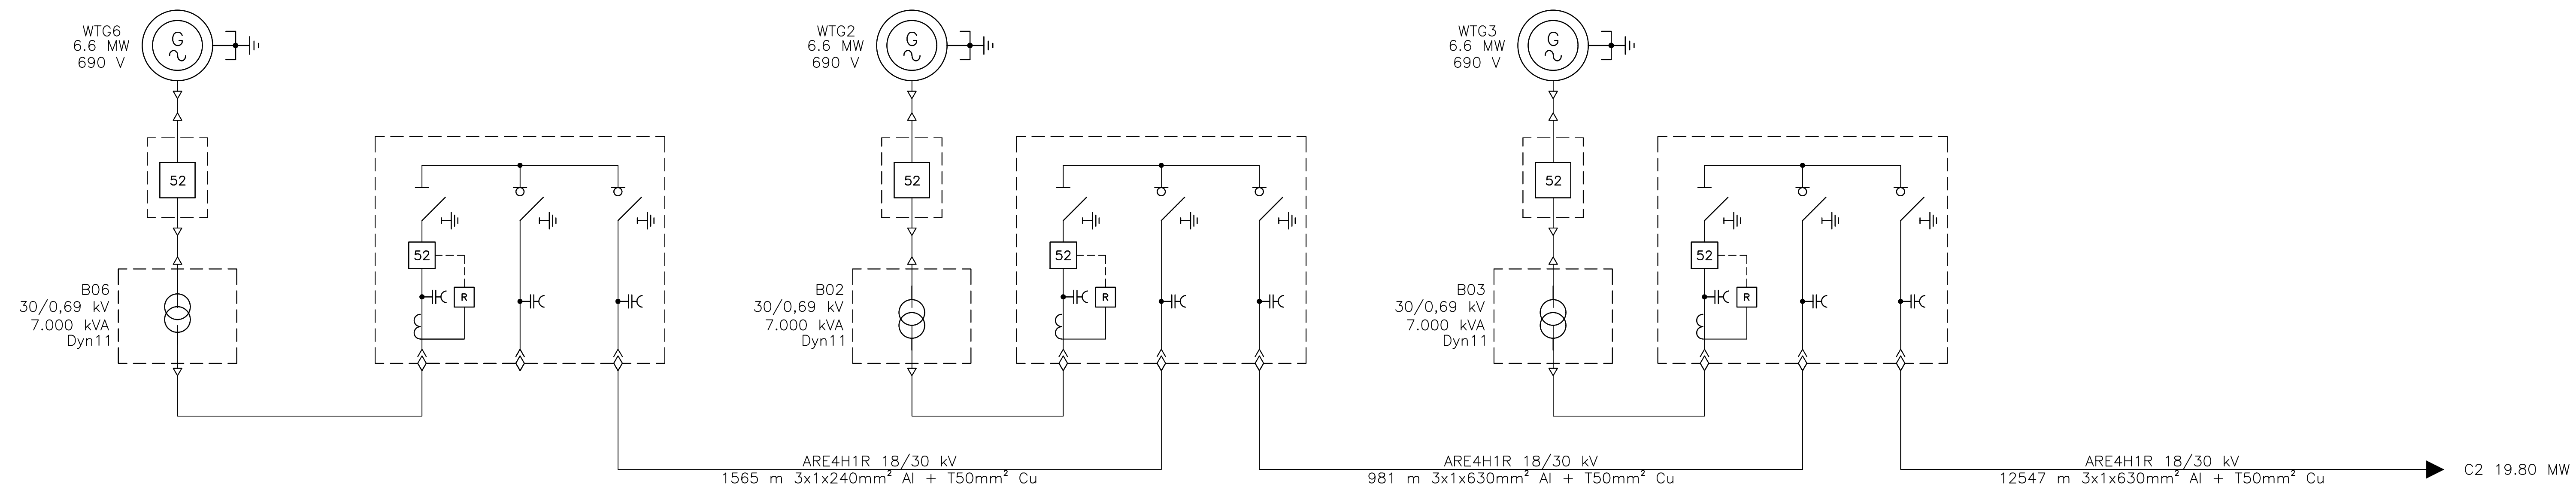 WTG6
6.6 MW
690 V
G
52
B06
30/0,69 kV
7.000 kVA
Dyn11
52
R
WTG2
6.6 MW
690 V
G
52
B02
30/0,69 kV
7.000 kVA
Dyn11
52
R
WTG3
6.6 MW
690 V
G
52
B03
30/0,69 kV
7.000 kVA
Dyn11
52
R
ARE4H1R 18/30 kV
1565 m 3x1x240mm² Al + T50mm² Cu
ARE4H1R 18/30 kV
981 m 3x1x630mm² Al + T50mm² Cu
ARE4H1R 18/30 kV
12547 m 3x1x630mm² Al + T50mm² Cu
C2 19.80 MW